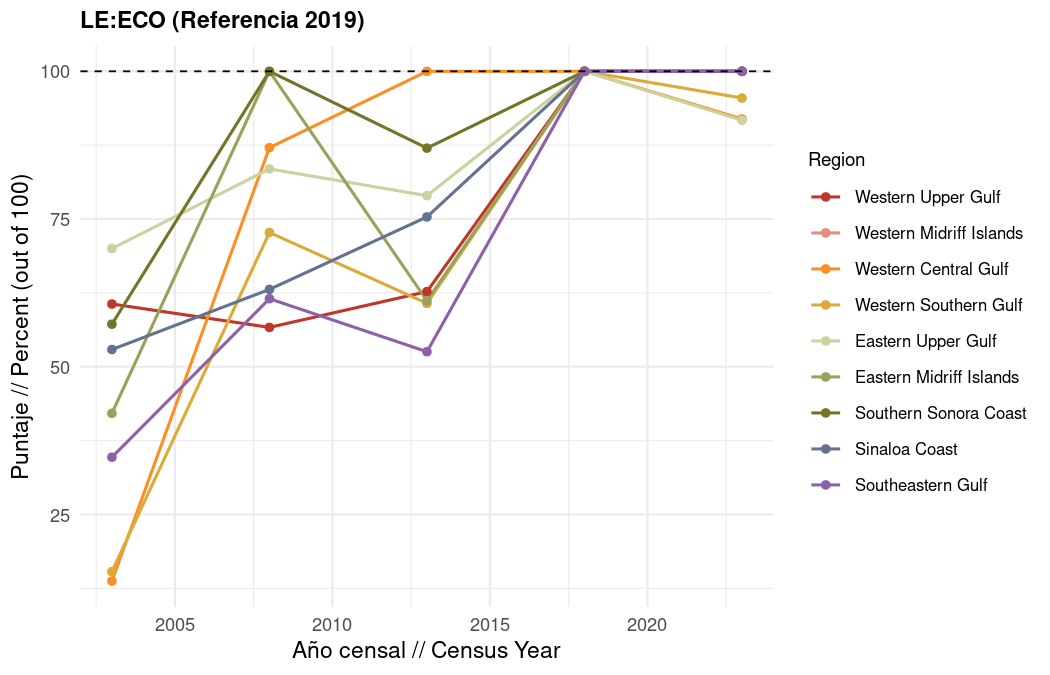 LE:ECO (Referencia 2019)
Puntaje // Percent (out of 100)
100
75
50
25
2005
2010
2015
2020
Año censal // Census Year
Region
Western Upper Gulf
Western Midriff Islands
Western Central Gulf
Western Southern Gulf
Eastern Upper Gulf
Eastern Midriff Islands
Southern Sonora Coast
Sinaloa Coast
Southeastern Gulf